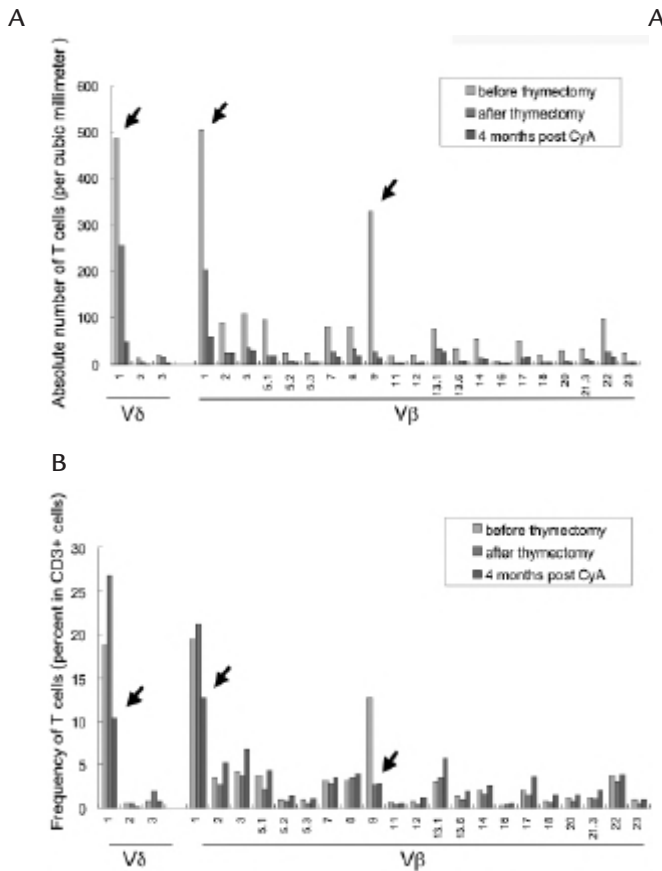 A
A
Absolute number of T cells (per cubic millimeter )
600
500
400
300
200
100
0
before thymectomy
after thymectomy
4 months post CyA
1 2 3 1 2 3 5.1 5.2 5.3 7 8 9 11 12 13.1 13.6 14 16 17 18 20 21.3 22 23
Vδ Vβ
B
Frequency of T cells (percent in CD3+ cells)
30
25
20
15
10
5
0
before thymectomy
after thymectomy
4 months post CyA
1 2 3 1 2 3 5.1 5.2 5.3 7 8 9 11 12 13.1 13.6 14 16 17 18 20 21.3 22 23
Vδ Vβ